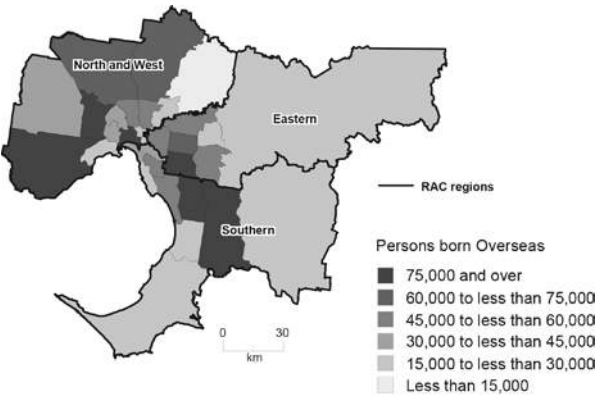 North and West
Eastern
Southern
RAC regions
Persons born Overseas
75,000 and over
60,000 to less than 75,000
45,000 to less than 60,000
30,000 to less than 45,000
15,000 to less than 30,000
Less than 15,000
0 30
km